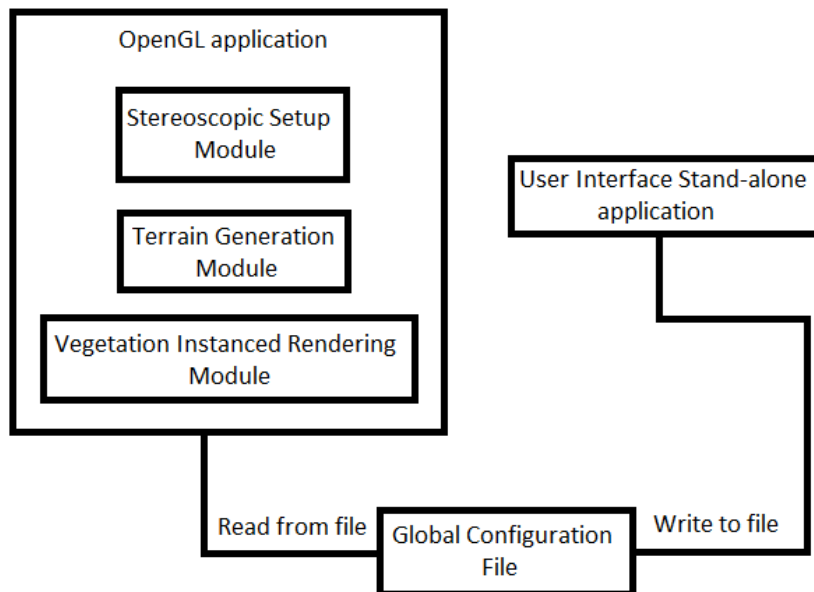 OpenGL application
Stereoscopic Setup
Module
User Interface Stand-alone
application
Terrain Generation
Module
Vegetation Instanced Rendering
Module
Read from file
Global Configuration
File
Write to file